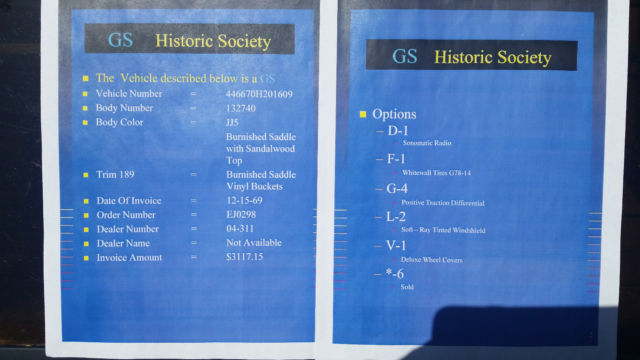 GS Historic Society
The Vehicle described below is a GS
Vehicle Number = 446670H201609
Body Number = 132740
Body Color = JJ5
Burnished Saddle
with Sandalwood
Top
Trim 189 = Burnished Saddle
Vinyl Buckets
Date Of Invoice = 12-15-69
Order Number = EJ0298
Dealer Number = 04-311
Dealer Name = Not Available
Invoice Amount = $3117.15
GS Historic Society
Options
– D-1
Sonomatic Radio
– F-1
Whitewall Tires G78-14
– G-4
Positive Traction Differential
– L-2
Soft – Ray Tinted Windshield
– V-1
Deluxe Wheel Covers
– *-6
Sold